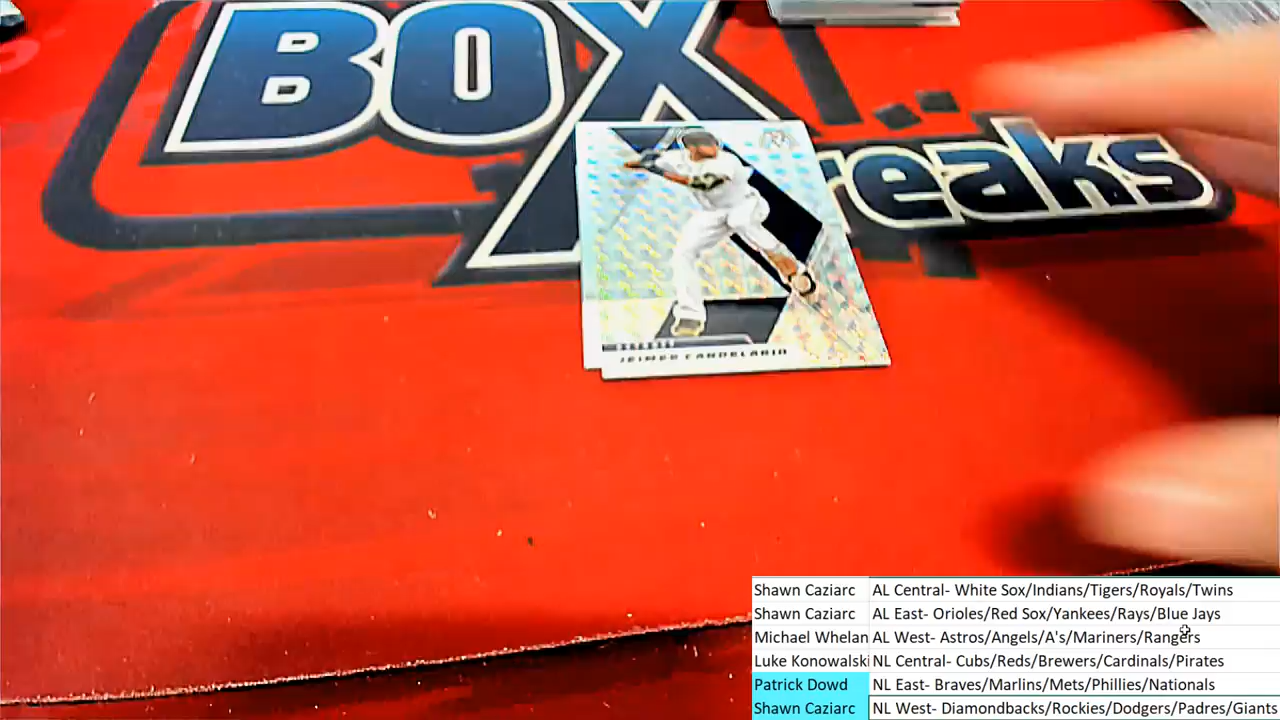 BOX
Breaks
JEIMER CANDELARIO
Shawn Caziarc AL Central- White Sox/Indians/Tigers/Royals/Twins
Shawn Caziarc AL East- Orioles/Red Sox/Yankees/Rays/Blue Jays
Michael Whelan AL West- Astros/Angels/A's/Mariners/Rangers
Luke Konowalski NL Central- Cubs/Reds/Brewers/Cardinals/Pirates
Patrick Dowd NL East- Braves/Marlins/Mets/Phillies/Nationals
Shawn Caziarc NL West- Diamondbacks/Rockies/Dodgers/Padres/Giants